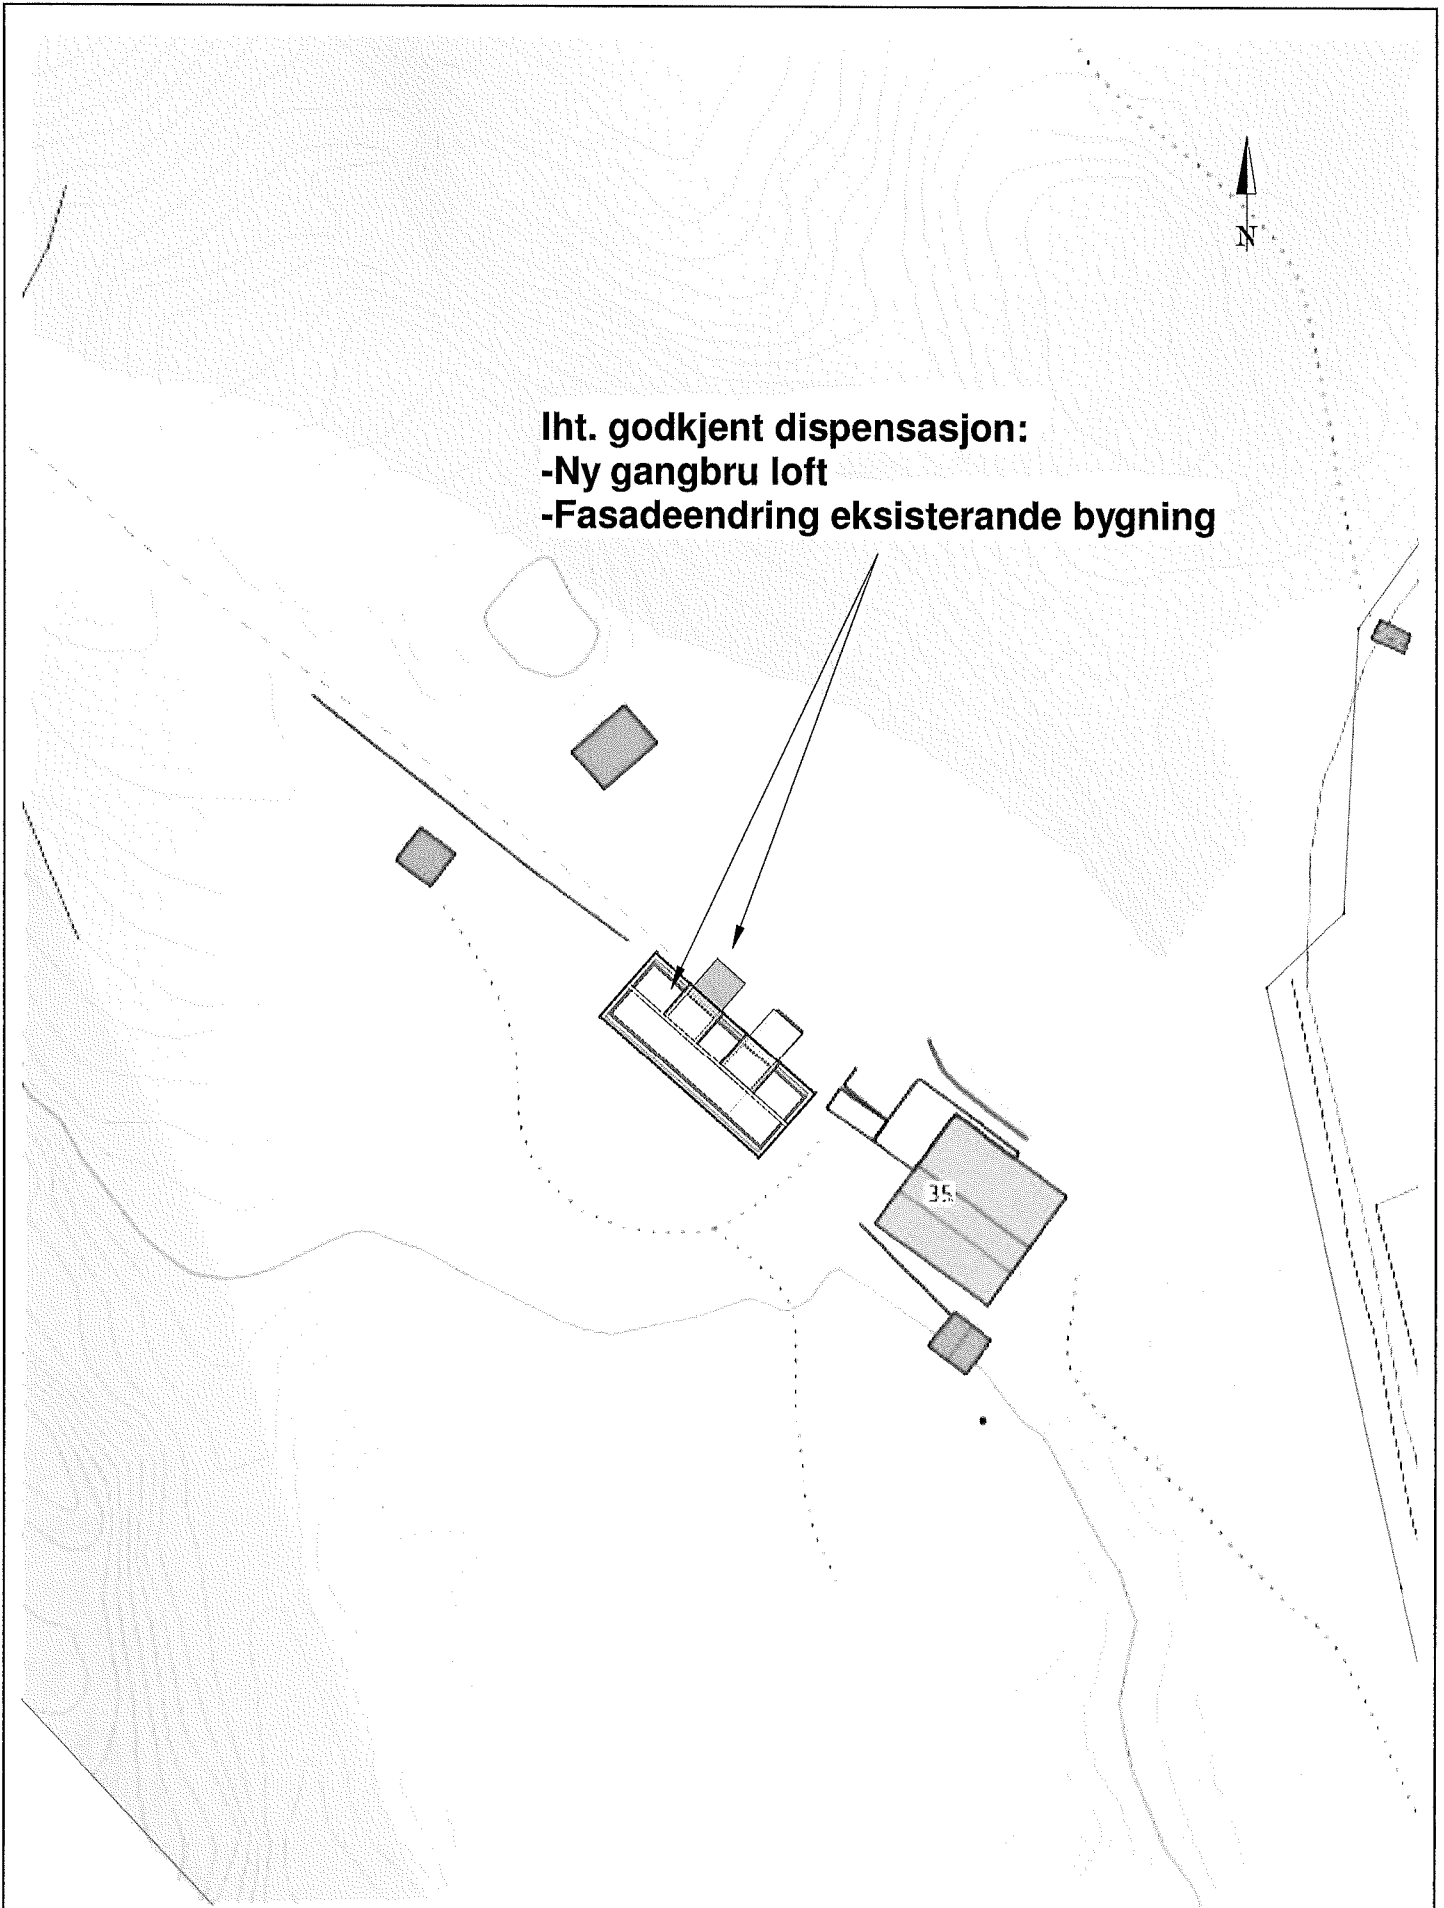 N
Iht. godkjent dispensasjon:
-Ny gangbru loft
-Fasadeendring eksisterande bygning
35